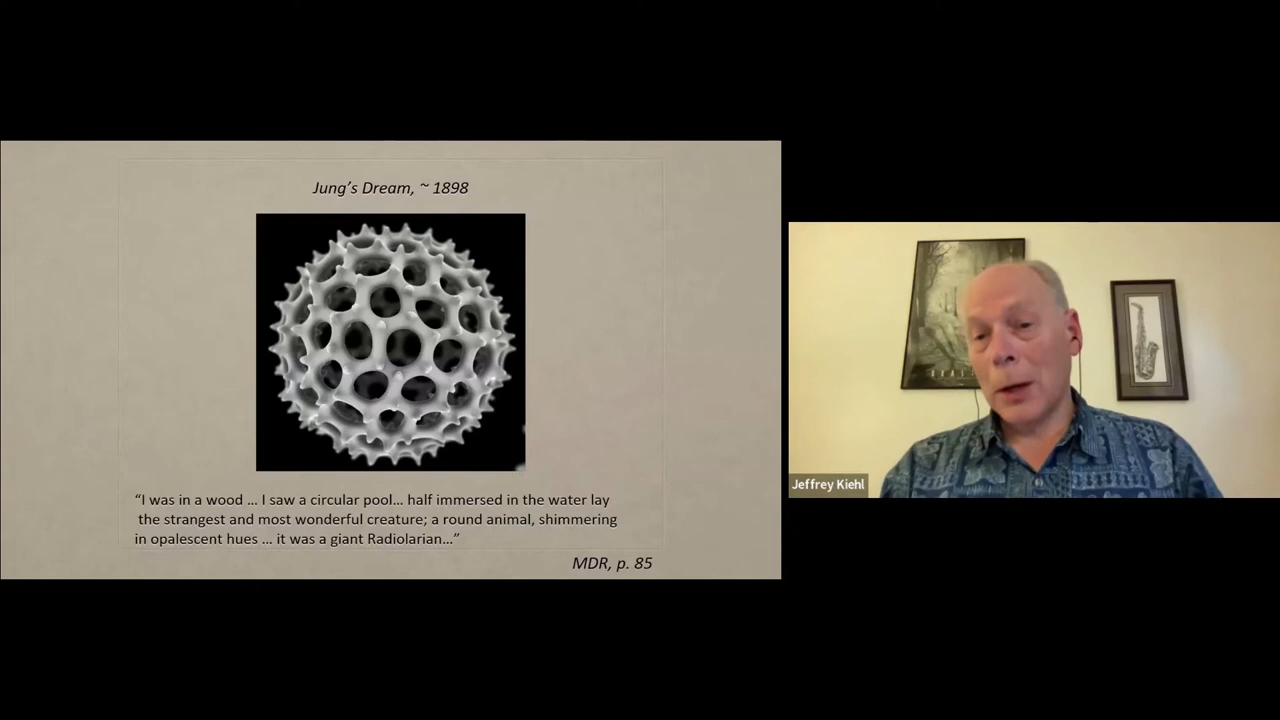 Jung’s Dream, ~ 1898
“I was in a wood ... I saw a circular pool... half immersed in the water lay
the strangest and most wonderful creature; a round animal, shimmering
in opalescent hues ... it was a giant Radiolarian...”
MDR, p. 85
Jeffrey Kiehl